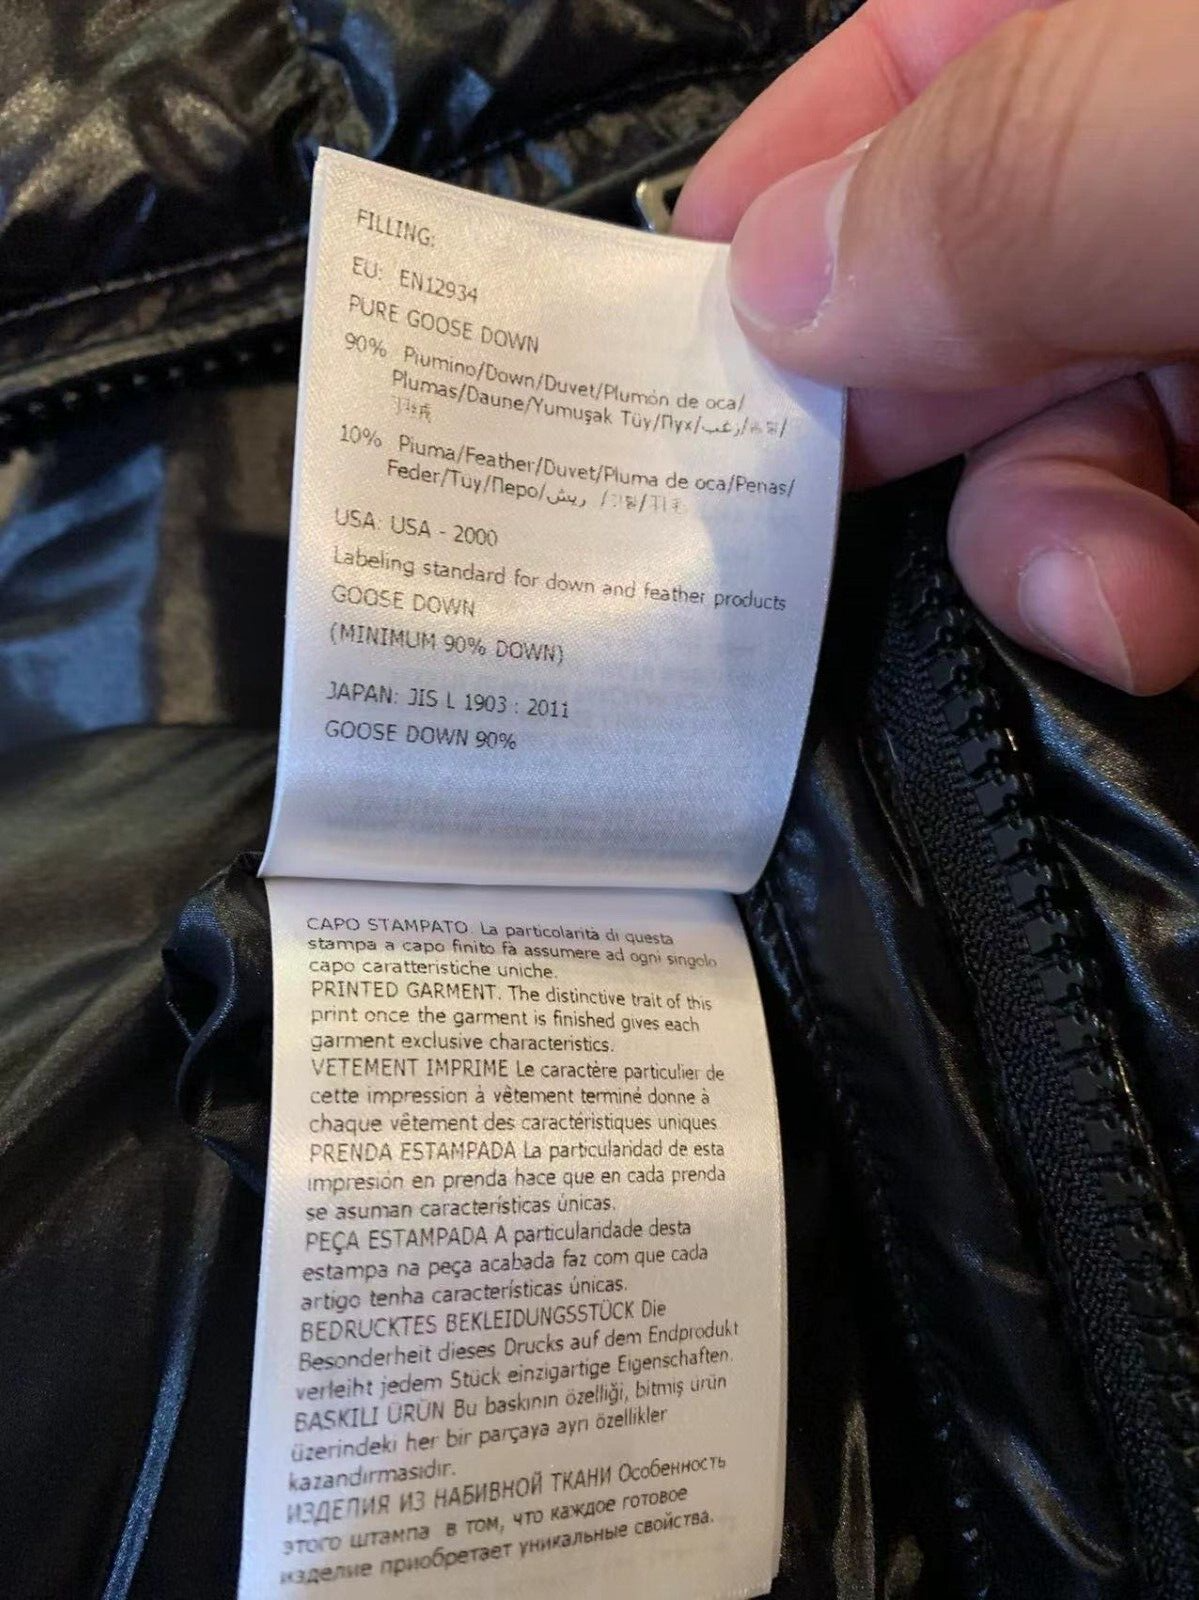 FILLING:
EU: EN12934
PURE GOOSE DOWN
90% Piumino/Down/Duvet/Plumón de oca/
Plumas/Daune/Yumuşak Tüy/Пух/زغب/
10% Piuma/Feather/Duvet/Pluma de oca/Penas/
Feder/Tüy/Перо/ريش/
USA: USA - 2000
Labeling standard for down and feather products
GOOSE DOWN
(MINIMUM 90% DOWN)
JAPAN: JIS L 1903 : 2011
GOOSE DOWN 90%
CAPO STAMPATO. La particolarità di questa
stampa a capo finito fà assumere ad ogni singolo
capo caratteristiche uniche.
PRINTED GARMENT. The distinctive trait of this
print once the garment is finished gives each
garment exclusive characteristics.
VETEMENT IMPRIME Le caractère particulier de
cette impression à vêtement terminé donne à
chaque vêtement des caractéristiques uniques.
PRENDA ESTAMPADA La particularidad de esta
impresión en prenda hace que en cada prenda
se asuman características únicas.
PEÇA ESTAMPADA A particularidade desta
estampa na peça acabada faz com que cada
artigo tenha características únicas.
BEDRUCKTES BEKLEIDUNGSSTÜCK Die
Besonderheit dieses Drucks auf dem Endprodukt
verleiht jedem Stück einzigartige Eigenschaften.
BASKILI ÜRÜN Bu baskının özelliği, bitmiş ürün
üzerindeki her bir parçaya ayrı özellikler
kazandırmasıdır.
ИЗДЕЛИЯ ИЗ НАБИВНОЙ ТКАНИ Особенность
этого штампа в том, что каждое готовое
изделие приобретает уникальные свойства.